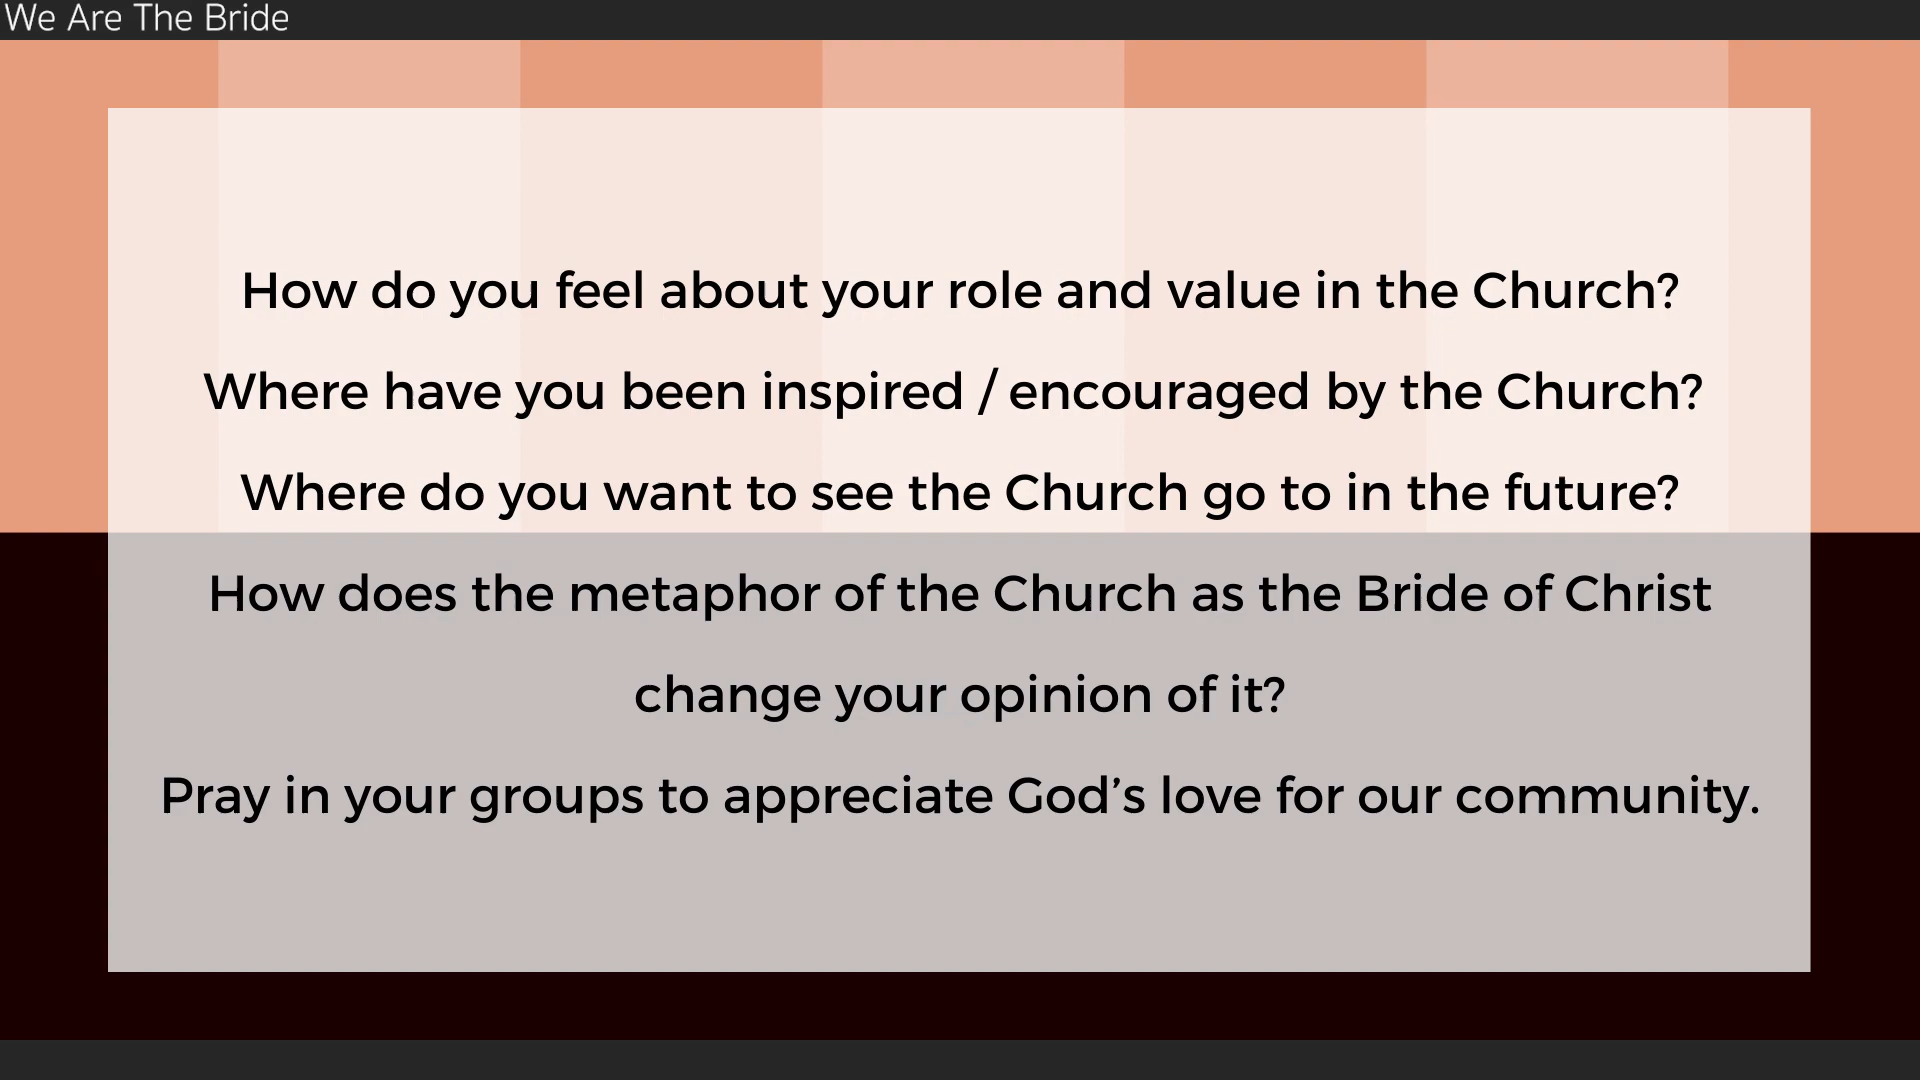 We Are The Bride
How do you feel about your role and value in the Church?
Where have you been inspired / encouraged by the Church?
Where do you want to see the Church go to in the future?
How does the metaphor of the Church as the Bride of Christ
change your opinion of it?
Pray in your groups to appreciate God’s love for our community.